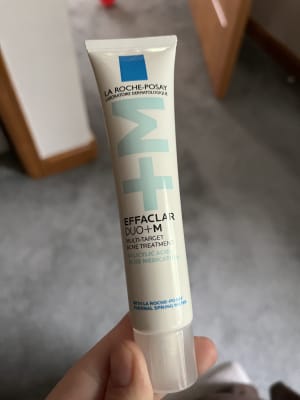 LA ROCHE-POSAY
LABORATOIRE DERMATOLOGIQUE
+M
EFFACLAR
DUO+M
MULTI-TARGET
ACNE TREATMENT
SALICYLIC ACID
ACNE MEDICATION
WITH LA ROCHE-POSAY
THERMAL SPRING WATER